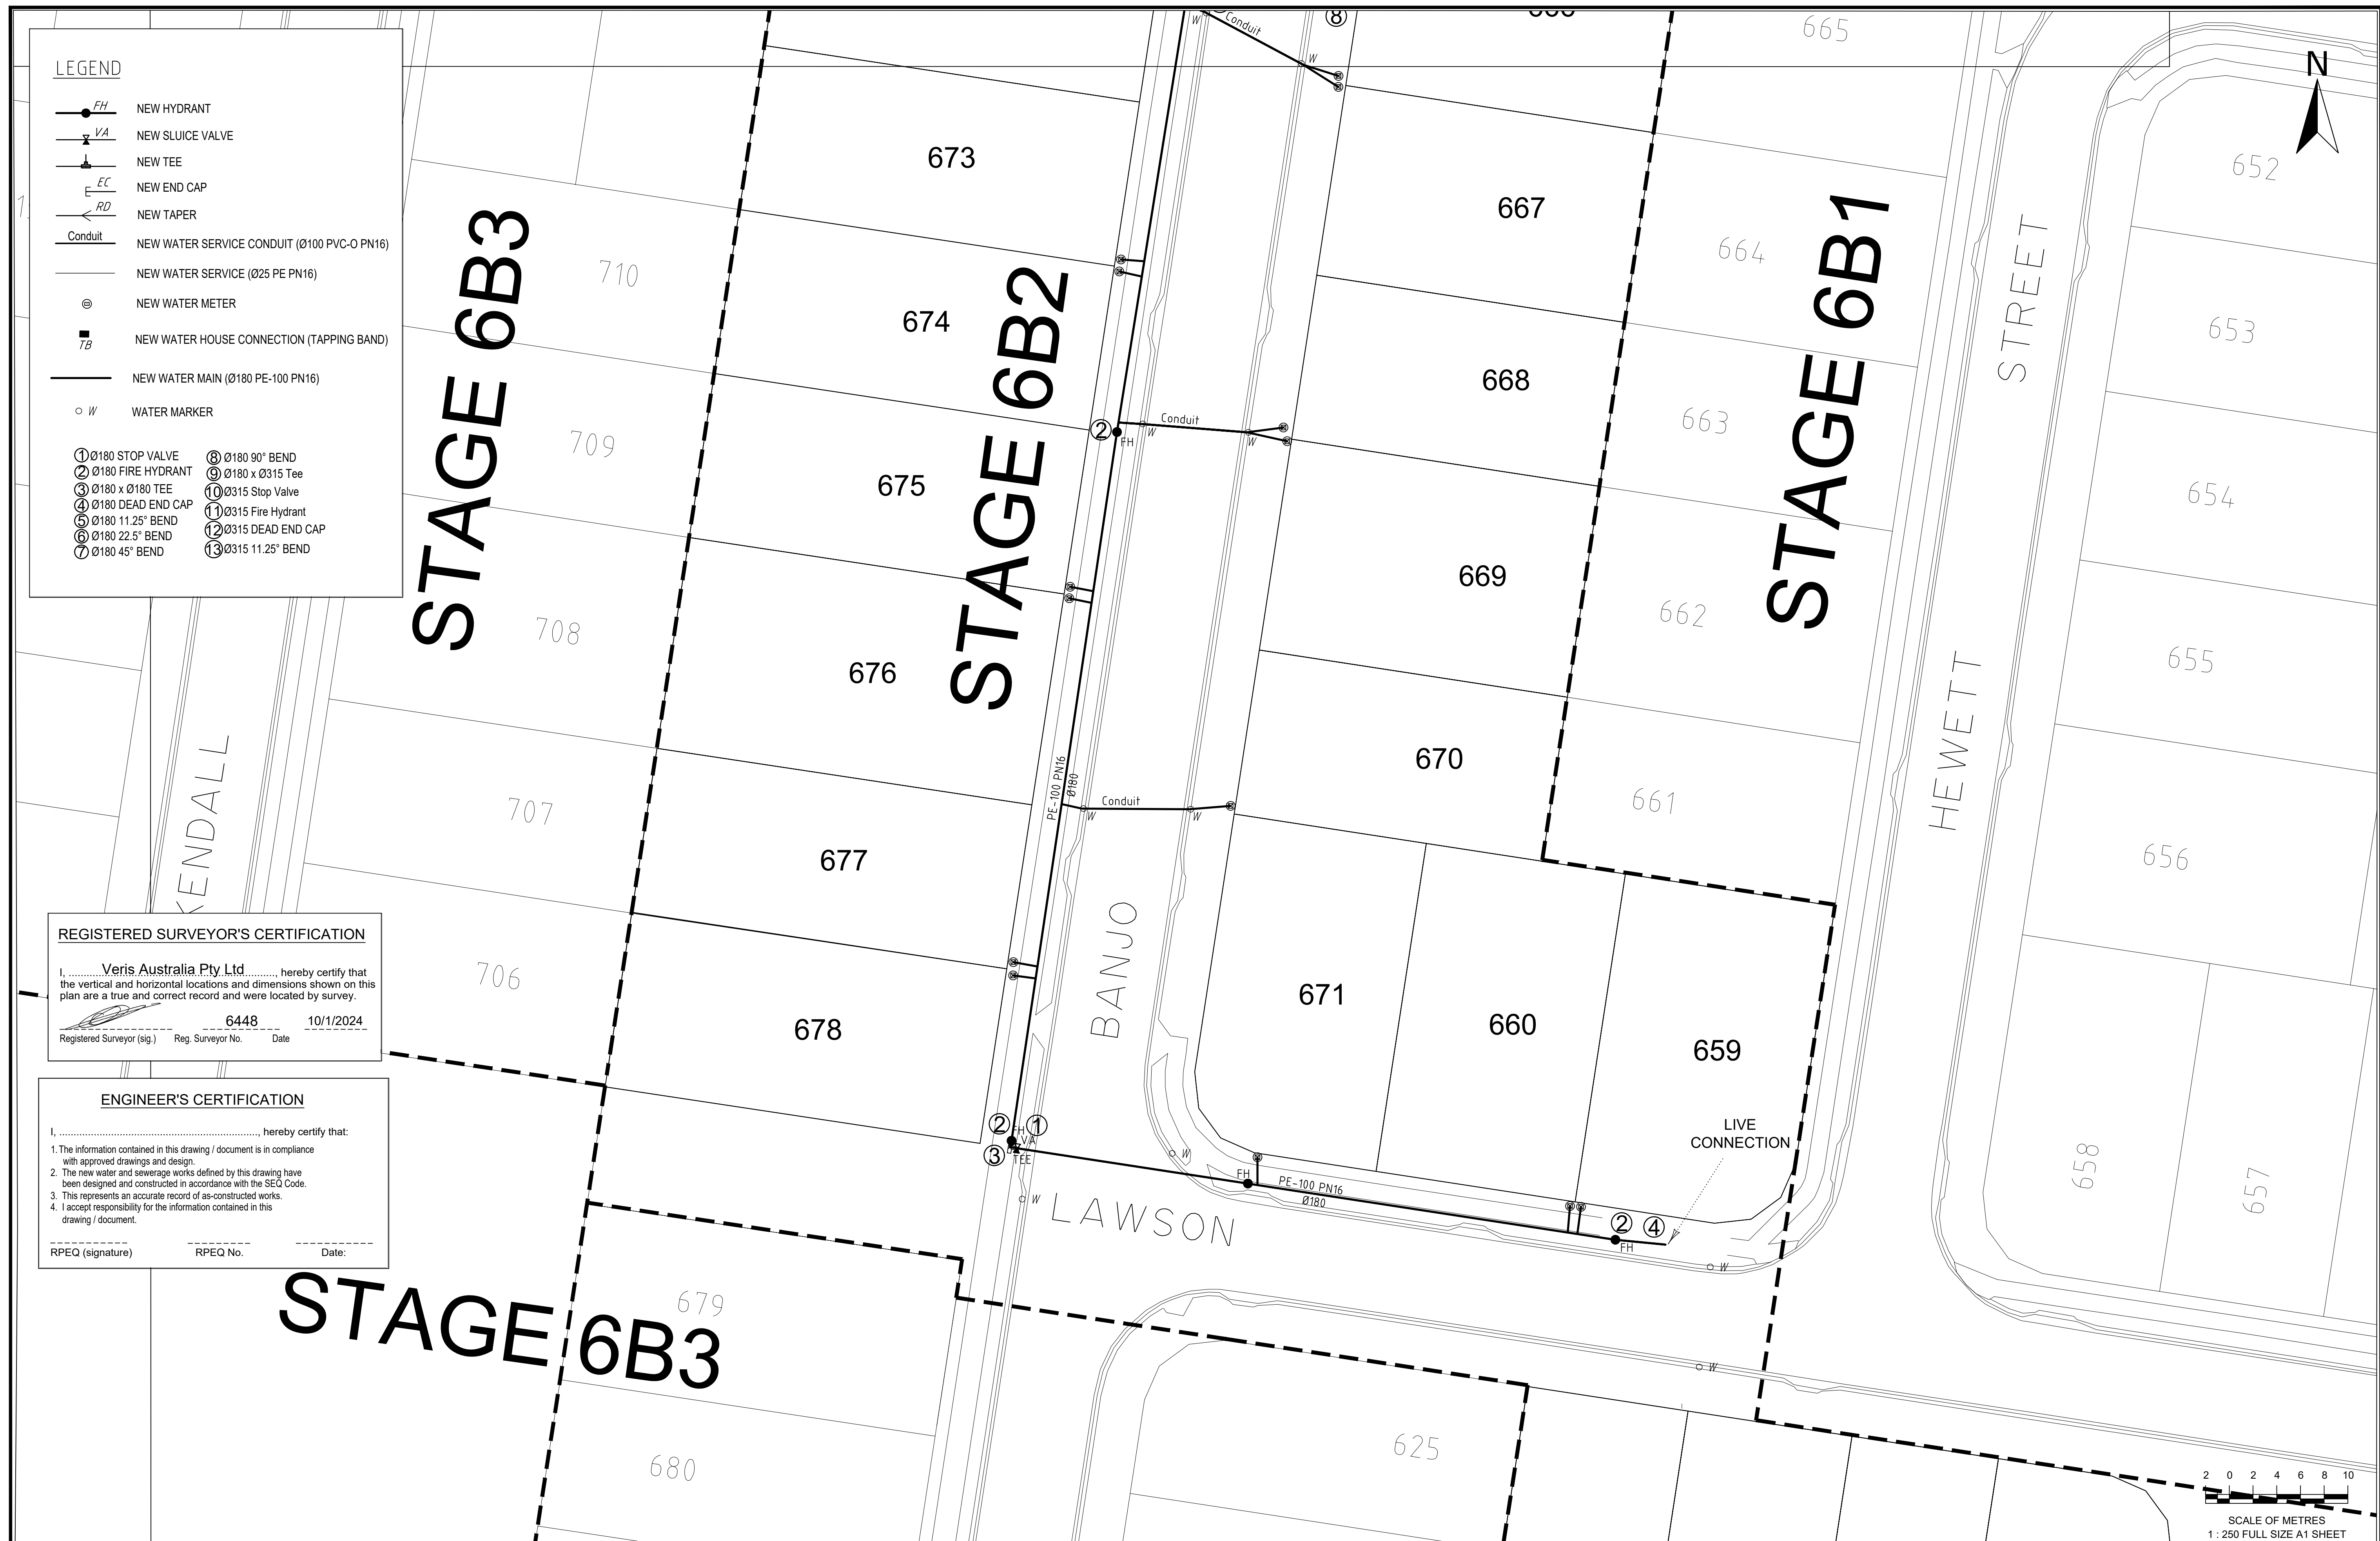 LEGEND
FH NEW HYDRANT
VA NEW SLUICE VALVE
NEW TEE
EC NEW END CAP
RD NEW TAPER
Conduit NEW WATER SERVICE CONDUIT (Ø100 PVC-O PN16)
NEW WATER SERVICE (Ø25 PE PN16)
NEW WATER METER
TB NEW WATER HOUSE CONNECTION (TAPPING BAND)
NEW WATER MAIN (Ø180 PE-100 PN16)
W WATER MARKER
1 Ø180 STOP VALVE
2 Ø180 FIRE HYDRANT
3 Ø180 x Ø180 TEE
4 Ø180 DEAD END CAP
5 Ø180 11.25° BEND
6 Ø180 22.5° BEND
7 Ø180 45° BEND
8 Ø180 90° BEND
9 Ø180 x Ø315 Tee
10 Ø315 Stop Valve
11 Ø315 Fire Hydrant
12 Ø315 DEAD END CAP
13 Ø315 11.25° BEND
REGISTERED SURVEYOR'S CERTIFICATION
I, Veris Australia Pty Ltd, hereby certify that
the vertical and horizontal locations and dimensions shown on this
plan are a true and correct record and were located by survey.
6448 10/1/2024
Registered Surveyor (sig.) Reg. Surveyor No. Date
ENGINEER'S CERTIFICATION
I, ........................................................................, hereby certify that:
1. The information contained in this drawing / document is in compliance
with approved drawings and design.
2. The new water and sewerage works defined by this drawing have
been designed and constructed in accordance with the SEQ Code.
3. This represents an accurate record of as-constructed works.
4. I accept responsibility for the information contained in this
drawing / document.
RPEQ (signature) RPEQ No. Date:
STAGE 6B3
STAGE 6B2
STAGE 6B1
STAGE 6B3
KENDALL
BANJO
LAWSON
HEWETT
STREET
N
W
Conduit
W
8
665
652
673
667
664
710
674
653
668
663
2
FH
Conduit
W
W
709
675
654
669
662
708
676
655
670
661
PE-100 PN16
Ø180
Conduit
W
W
707
677
656
706
678
671
660
659
2
1
FH
VA
3
TEE
W
W
FH
PE-100 PN16
Ø180
LIVE
CONNECTION
2
4
FH
W
658
657
679
W
625
680
2 0 2 4 6 8 10
SCALE OF METRES
1 : 250 FULL SIZE A1 SHEET